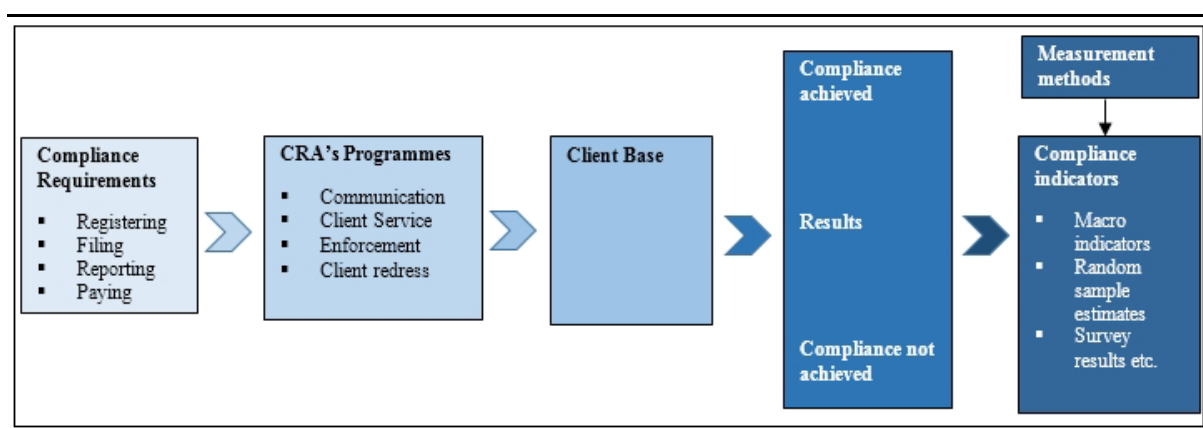 Compliance
Requirements
▪ Registering
▪ Filing
▪ Reporting
▪ Paying
CRA's Programmes
▪ Communication
▪ Client Service
▪ Enforcement
▪ Client redress
Client Base
Compliance
achieved
Results
Compliance not
achieved
Measurement
methods
Compliance
indicators
▪ Macro
indicators
▪ Random
sample
estimates
▪ Survey
results etc.